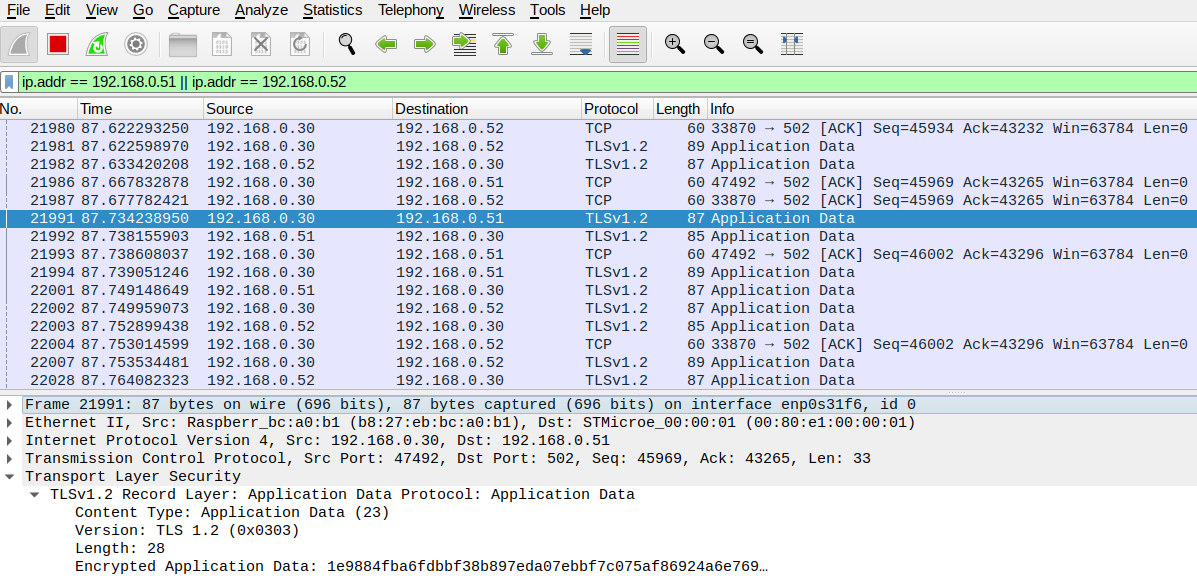 File Edit View Go Capture Analyze Statistics Telephony Wireless Tools Help
ip.addr == 192.168.0.51 || ip.addr == 192.168.0.52
No. Time Source Destination Protocol Length Info
21980 87.622293250 192.168.0.30 192.168.0.52 TCP 60 33870 → 502 [ACK] Seq=45934 Ack=43232 Win=63784 Len=0
21981 87.622598970 192.168.0.30 192.168.0.52 TLSv1.2 89 Application Data
21982 87.633420208 192.168.0.52 192.168.0.30 TLSv1.2 87 Application Data
21986 87.667832878 192.168.0.30 192.168.0.51 TCP 60 47492 → 502 [ACK] Seq=45969 Ack=43265 Win=63784 Len=0
21987 87.677782421 192.168.0.30 192.168.0.52 TCP 60 33870 → 502 [ACK] Seq=45969 Ack=43265 Win=63784 Len=0
21991 87.734238950 192.168.0.30 192.168.0.51 TLSv1.2 87 Application Data
21992 87.738155903 192.168.0.51 192.168.0.30 TLSv1.2 85 Application Data
21993 87.738608037 192.168.0.30 192.168.0.51 TCP 60 47492 → 502 [ACK] Seq=46002 Ack=43296 Win=63784 Len=0
21994 87.739051246 192.168.0.30 192.168.0.51 TLSv1.2 89 Application Data
22001 87.749148649 192.168.0.51 192.168.0.30 TLSv1.2 87 Application Data
22002 87.749959073 192.168.0.30 192.168.0.52 TLSv1.2 87 Application Data
22003 87.752899438 192.168.0.52 192.168.0.30 TLSv1.2 85 Application Data
22004 87.753014599 192.168.0.30 192.168.0.52 TCP 60 33870 → 502 [ACK] Seq=46002 Ack=43296 Win=63784 Len=0
22007 87.753534481 192.168.0.30 192.168.0.52 TLSv1.2 89 Application Data
22028 87.764082323 192.168.0.52 192.168.0.30 TLSv1.2 87 Application Data
Frame 21991: 87 bytes on wire (696 bits), 87 bytes captured (696 bits) on interface enp0s31f6, id 0
Ethernet II, Src: Raspberr_bc:a0:b1 (b8:27:eb:bc:a0:b1), Dst: STMicroe_00:00:01 (00:80:e1:00:00:01)
Internet Protocol Version 4, Src: 192.168.0.30, Dst: 192.168.0.51
Transmission Control Protocol, Src Port: 47492, Dst Port: 502, Seq: 45969, Ack: 43265, Len: 33
Transport Layer Security
TLSv1.2 Record Layer: Application Data Protocol: Application Data
Content Type: Application Data (23)
Version: TLS 1.2 (0x0303)
Length: 28
Encrypted Application Data: 1e9884fba6fdbbf38b897eda07ebbf7c075af86924a6e769…